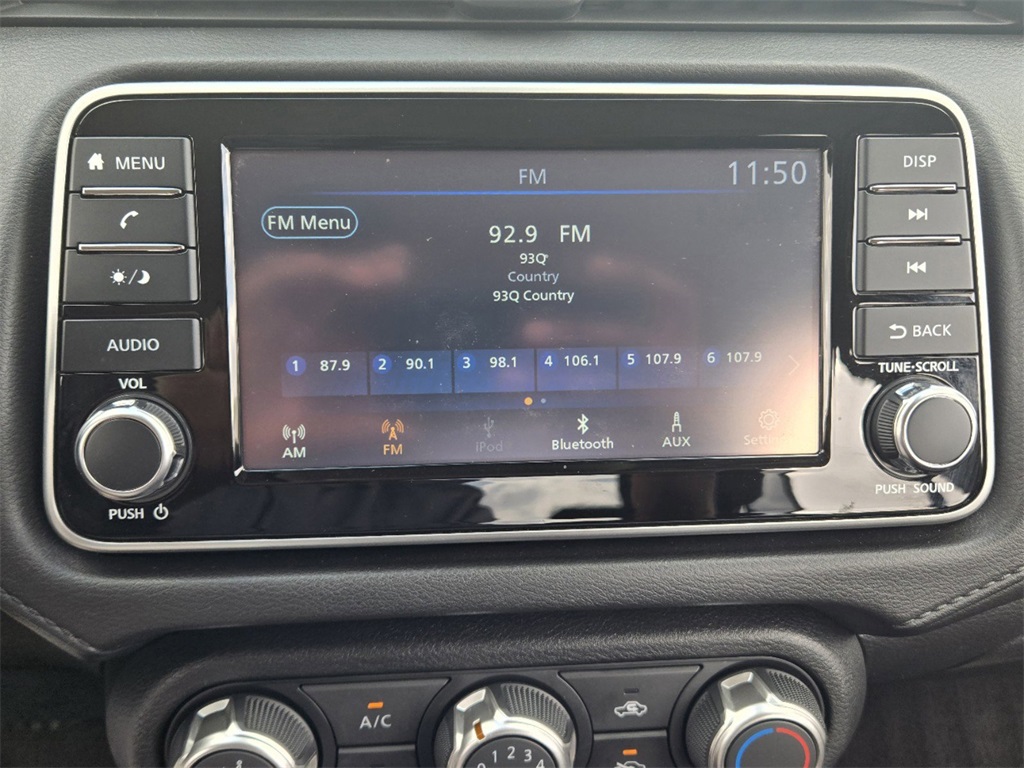 MENU
AUDIO
VOL
PUSH
FM
11:50
FM Menu
92.9 FM
93Q
Country
93Q Country
1 87.9 2 90.1 3 98.1 4 106.1 5 107.9 6 107.9
AM FM iPod Bluetooth AUX
DISP
BACK
TUNE·SCROLL
PUSH SOUND
A/C
0 1 2 3 4